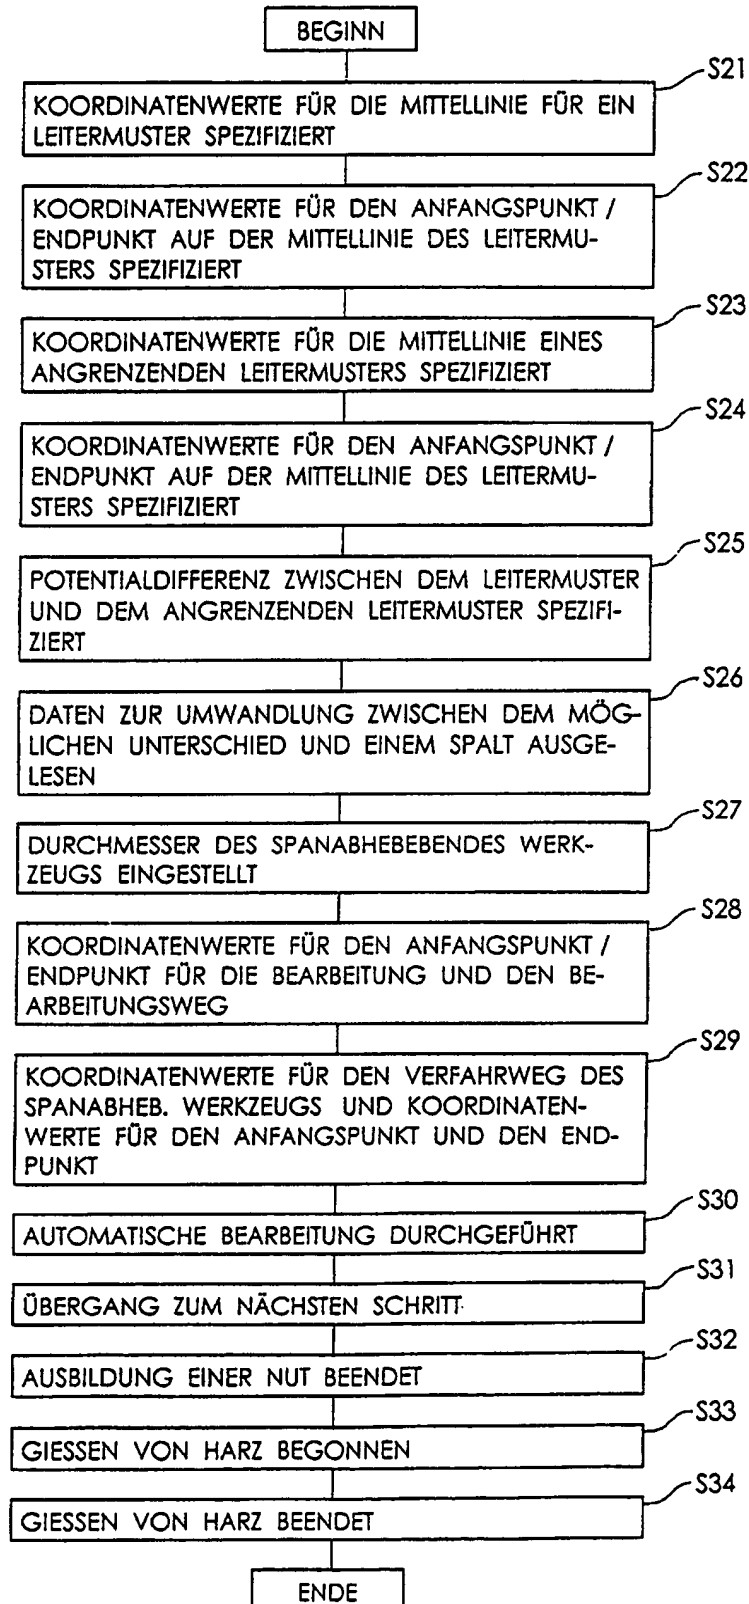 BEGINN
S21
KOORDINATENWERTE FÜR DIE MITTELLINIE FÜR EIN
LEITERMUSTER SPEZIFIZIERT
S22
KOORDINATENWERTE FÜR DEN ANFANGSPUNKT /
ENDPUNKT AUF DER MITTELLINIE DES LEITERMU-
STERS SPEZIFIZIERT
S23
KOORDINATENWERTE FÜR DIE MITTELLINIE EINES
ANGRENZENDEN LEITERMUSTERS SPEZIFIZIERT
S24
KOORDINATENWERTE FÜR DEN ANFANGSPUNKT /
ENDPUNKT AUF DER MITTELLINIE DES LEITERMU-
STERS SPEZIFIZIERT
S25
POTENTIALDIFFERENZ ZWISCHEN DEM LEITERMUSTER
UND DEM ANGRENZENDEN LEITERMUSTER SPEZIFI-
ZIERT
S26
DATEN ZUR UMWANDLUNG ZWISCHEN DEM MÖG-
LICHEN UNTERSCHIED UND EINEM SPALT AUSGE-
LESEN
S27
DURCHMESSER DES SPANABHEBEBENDES WERK-
ZEUGS EINGESTELLT
S28
KOORDINATENWERTE FÜR DEN ANFANGSPUNKT /
ENDPUNKT FÜR DIE BEARBEITUNG UND DEN BE-
ARBEITUNGSWEG
S29
KOORDINATENWERTE FÜR DEN VERFAHRWEG DES
SPANABHEB. WERKZEUGS UND KOORDINATEN-
WERTE FÜR DEN ANFANGSPUNKT UND DEN END-
PUNKT
S30
AUTOMATISCHE BEARBEITUNG DURCHGEFÜHRT
S31
ÜBERGANG ZUM NÄCHSTEN SCHRITT
S32
AUSBILDUNG EINER NUT BEENDET
S33
GIESSEN VON HARZ BEGONNEN
S34
GIESSEN VON HARZ BEENDET
ENDE